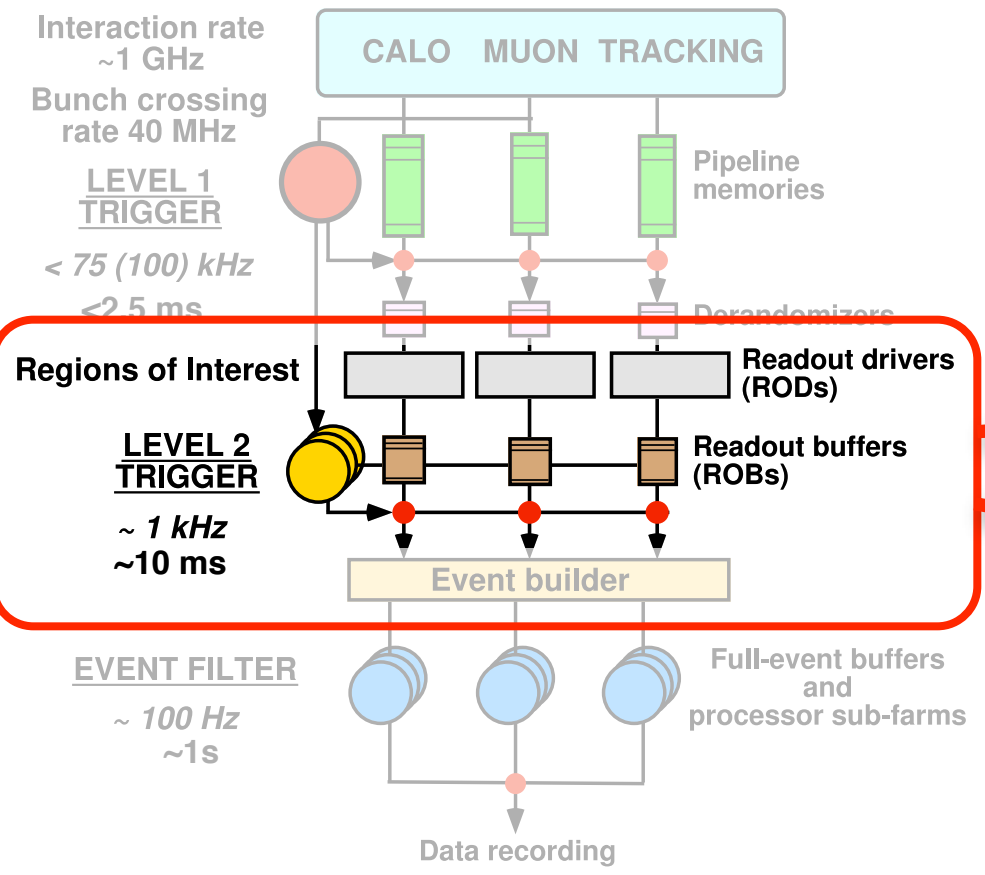 Interaction rate
~1 GHz
CALO MUON TRACKING
Bunch crossing
rate 40 MHz
LEVEL 1
TRIGGER
Pipeline
memories
< 75 (100) kHz
<2.5 ms
Derandomizers
Regions of Interest
Readout drivers
(RODs)
LEVEL 2
TRIGGER
Readout buffers
(ROBs)
~ 1 kHz
~10 ms
Event builder
EVENT FILTER
~ 100 Hz
~1s
Full-event buffers
and
processor sub-farms
Data recording